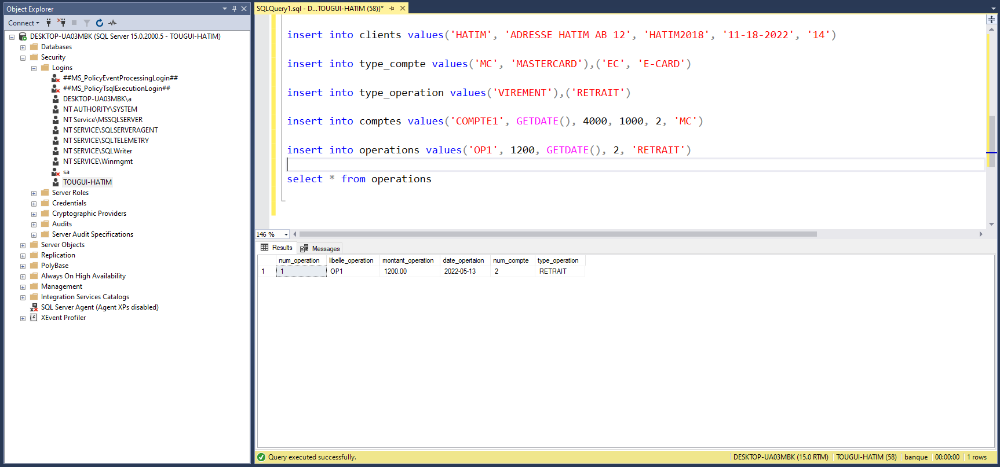 Object Explorer
Connect
DESKTOP-UA03MBK (SQL Server 15.0.2000.5 - TOUGUI-HATIM)
Databases
Security
Logins
##MS_PolicyEventProcessingLogin##
##MS_PolicyTsqlExecutionLogin##
DESKTOP-UA03MBK\a
NT AUTHORITY\SYSTEM
NT Service\MSSQLSERVER
NT SERVICE\SQLSERVERAGENT
NT SERVICE\SQLTELEMETRY
NT SERVICE\SQLWriter
NT SERVICE\Winmgmt
sa
TOUGUI-HATIM
Server Roles
Credentials
Cryptographic Providers
Audits
Server Audit Specifications
Server Objects
Replication
PolyBase
Always On High Availability
Management
Integration Services Catalogs
SQL Server Agent (Agent XPs disabled)
XEvent Profiler
SQLQuery1.sql - D...TOUGUI-HATIM (58))*
insert into clients values('HATIM', 'ADRESSE HATIM AB 12', 'HATIM2018', '11-18-2022', '14')
insert into type_compte values('MC', 'MASTERCARD'),('EC', 'E-CARD')
insert into type_operation values('VIREMENT'),('RETRAIT')
insert into comptes values('COMPTE1', GETDATE(), 4000, 1000, 2, 'MC')
insert into operations values('OP1', 1200, GETDATE(), 2, 'RETRAIT')
select * from operations
146 %
Results Messages
num_operation libelle_operation montant_operation date_opertaion num_compte type_operation
1 1 OP1 1200.00 2022-05-13 2 RETRAIT
Query executed successfully. DESKTOP-UA03MBK (15.0 RTM) TOUGUI-HATIM (58) banque 00:00:00 1 rows